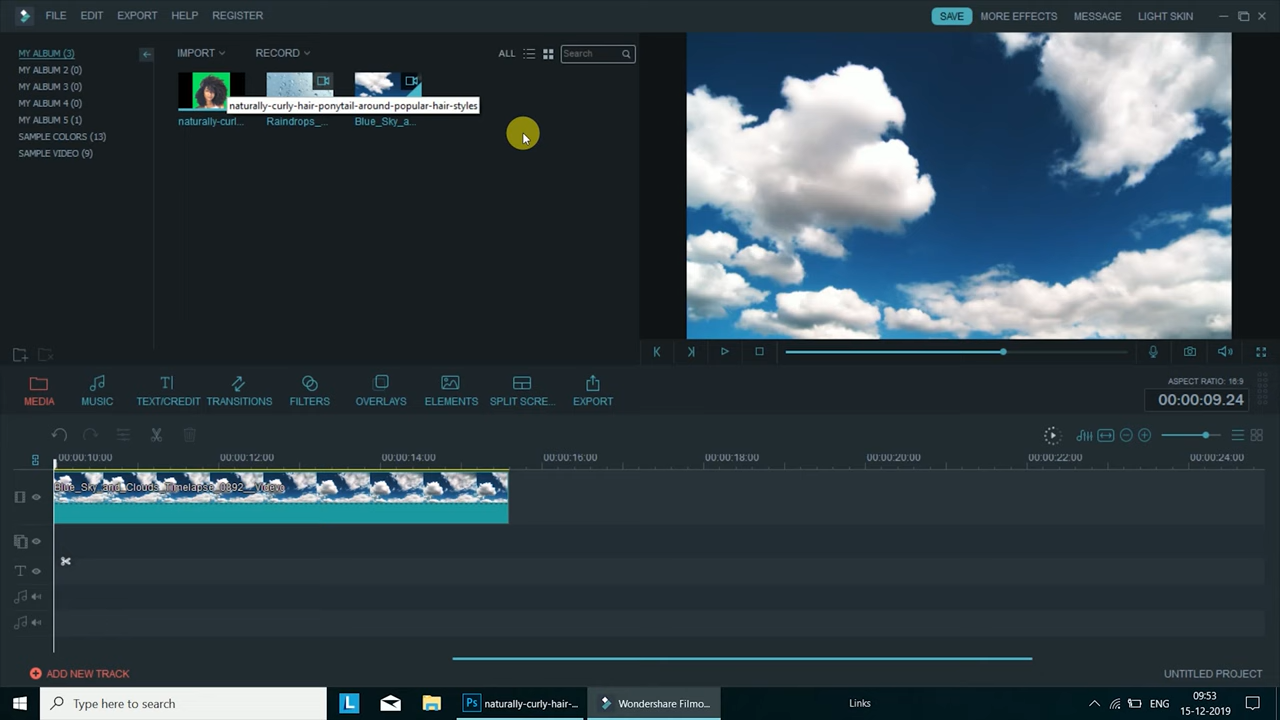 FILE EDIT EXPORT HELP REGISTER SAVE MORE EFFECTS MESSAGE LIGHT SKIN
MY ALBUM (3)
MY ALBUM 2 (0)
MY ALBUM 3 (0)
MY ALBUM 4 (0)
MY ALBUM 5 (1)
SAMPLE COLORS (13)
SAMPLE VIDEO (9)
IMPORT RECORD ALL Search
naturally-curly-hair-ponytail-around-popular-hair-styles
naturally-curl... Raindrops_... Blue_Sky_a...
MEDIA MUSIC TEXT/CREDIT TRANSITIONS FILTERS OVERLAYS ELEMENTS SPLIT SCRE... EXPORT
ASPECT RATIO: 16:9
00:00:09.24
00:00:10:00 00:00:12:00 00:00:14:00 00:00:16:00 00:00:18:00 00:00:20:00 00:00:22:00 00:00:24:00
Blue_Sky_and_Clouds_Timelapse_0892__Videvo
ADD NEW TRACK UNTITLED PROJECT
Type here to search L Ps naturally-curly-hair-... Wondershare Filmo... Links ENG
09:53
15-12-2019